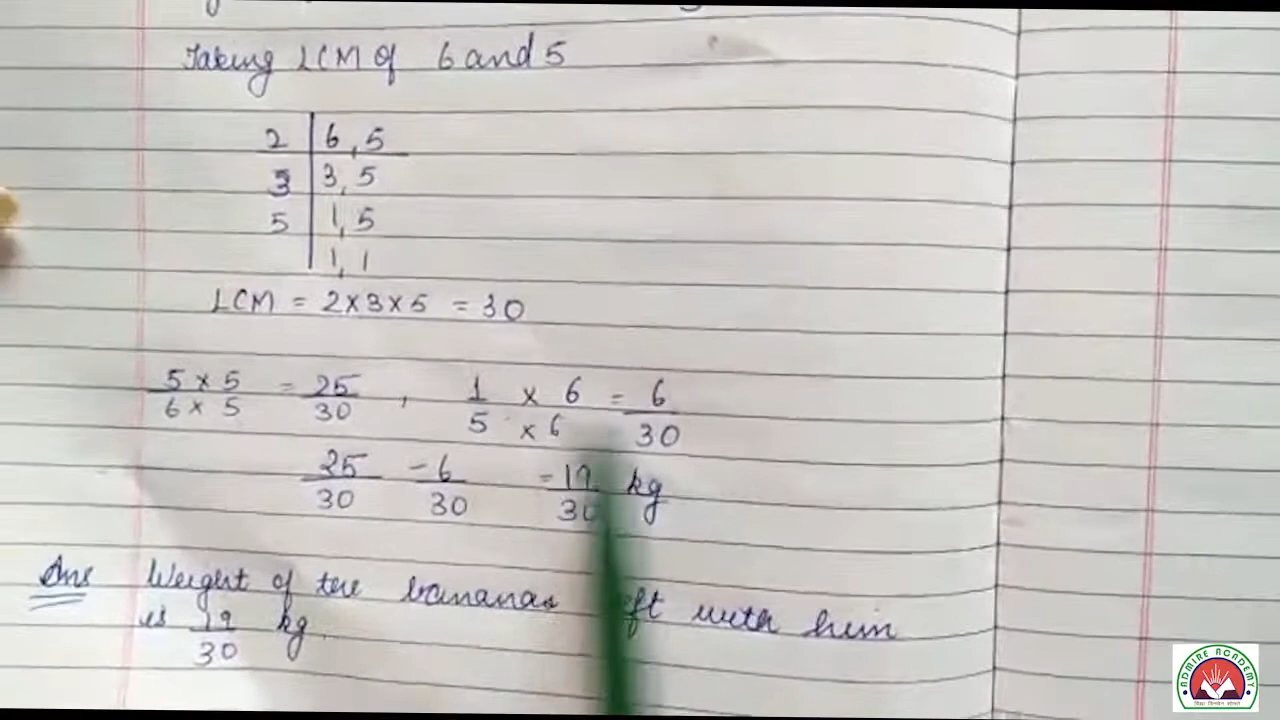 Taking LCM of 6 and 5
2 | 6, 5
3 | 3, 5
5 | 1, 5
1, 1
LCM = 2×3×5 = 30
5 × 5 / 6 × 5 = 25/30 , 1/5 × 6/× 6 = 6/30
25/30 - 6/30 = 19/30 kg
Ans Weight of the bananas left with him
is 19/30 kg.
ADMIRE ACADEMY